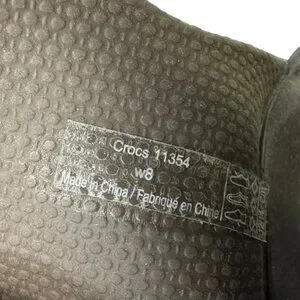 Crocs 11354
w8
Made in China / Fabriqué en Chine